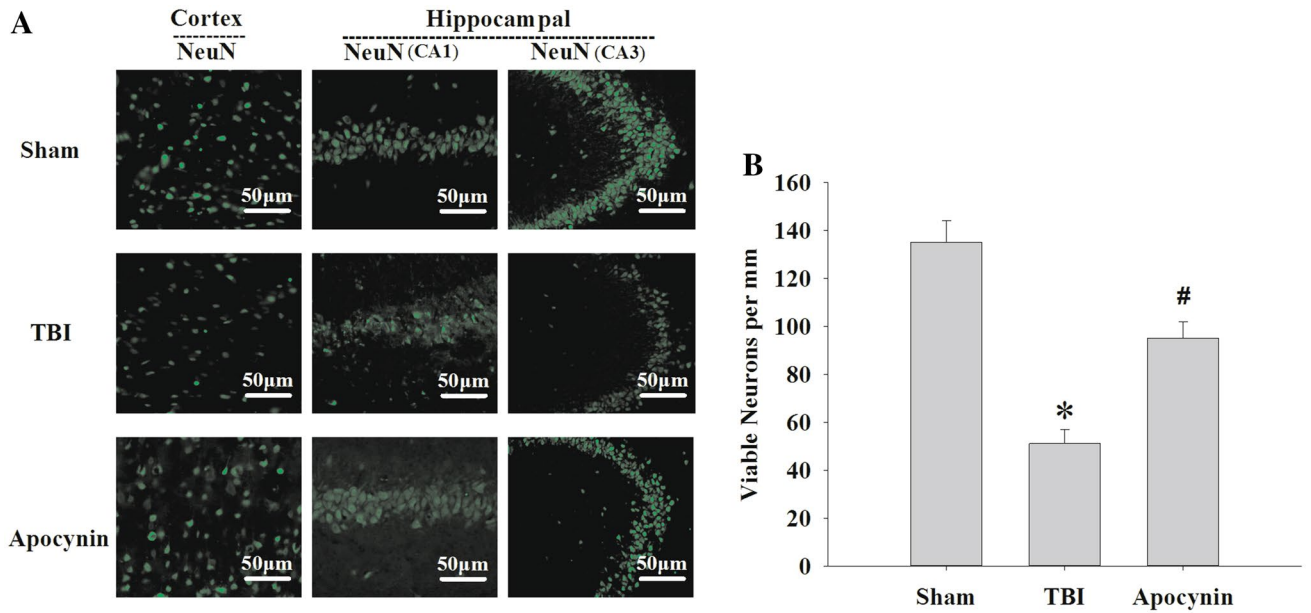 A
Cortex
Hippocampal
NeuN
NeuN (CA1)
NeuN (CA3)
Sham
50μm
50μm
50μm
TBI
50μm
50μm
50μm
Apocynin
50μm
50μm
50μm
B
Viable Neurons per mm
160
140
120
100
80
60
40
20
0
*
#
Sham
TBI
Apocynin